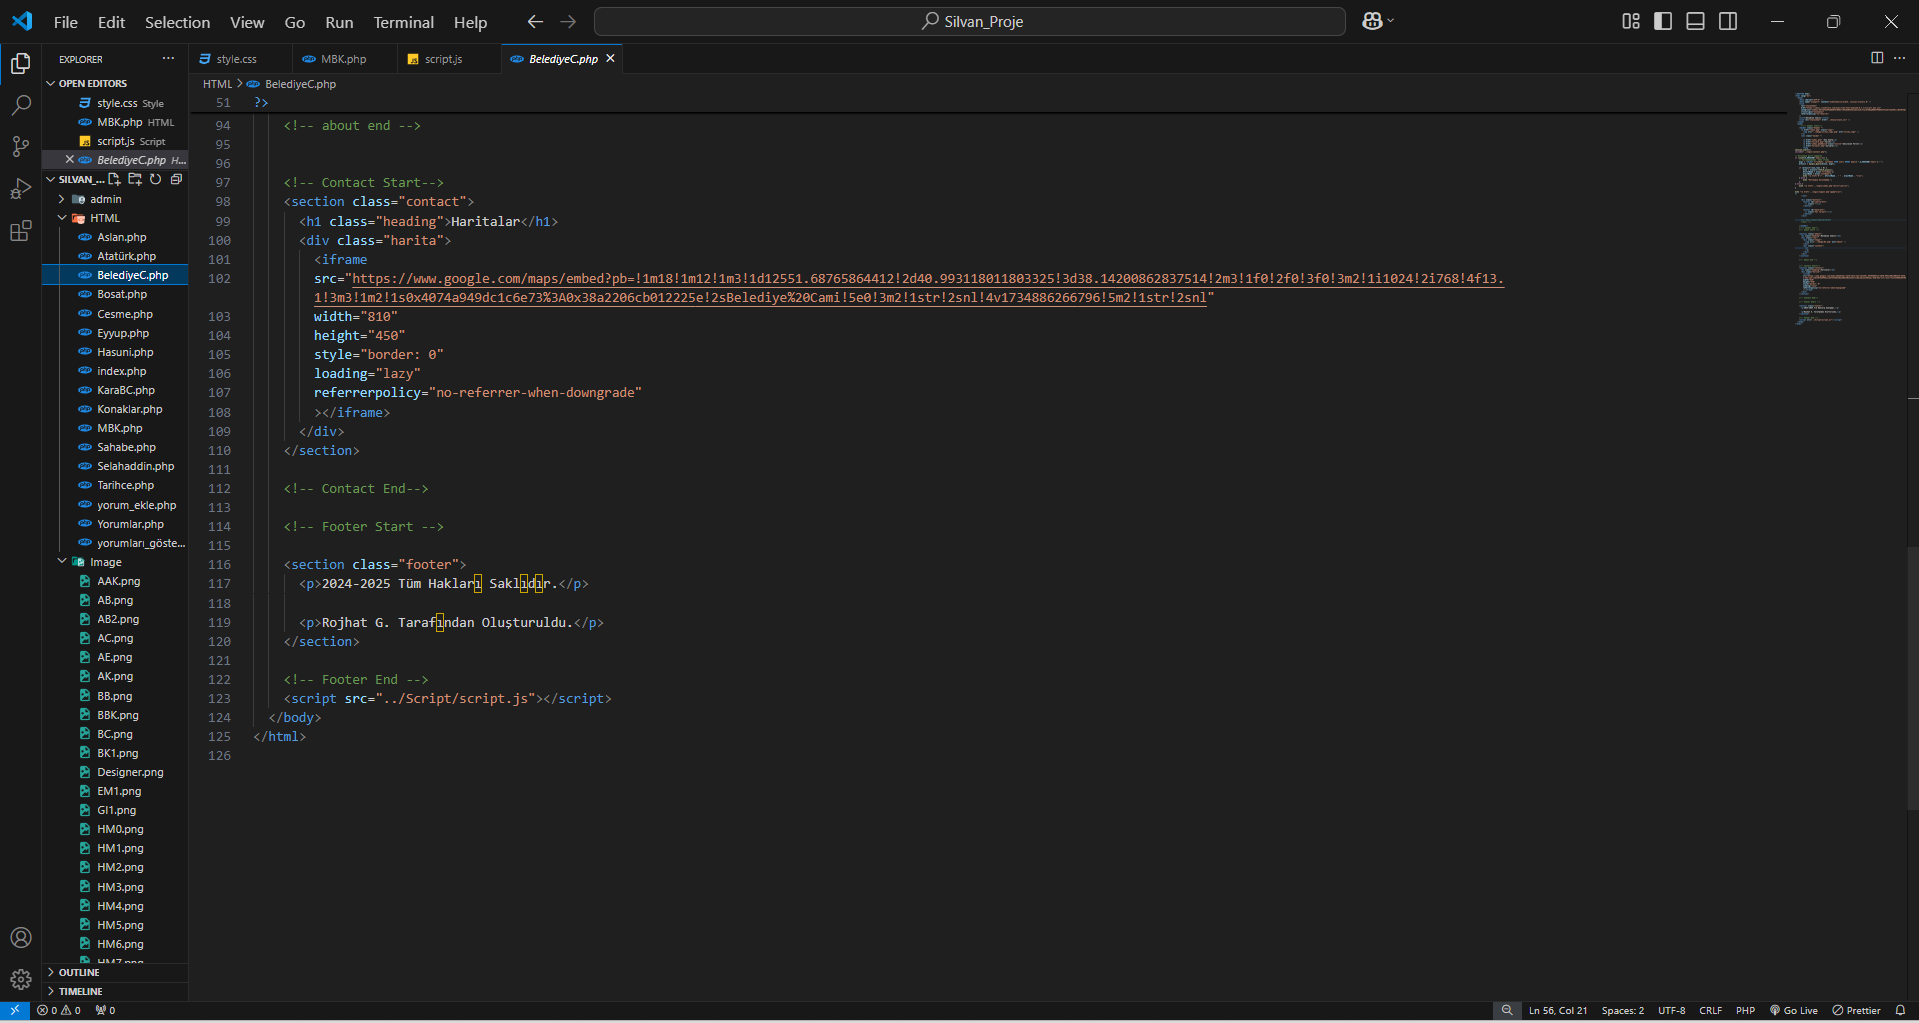 File Edit Selection View Go Run Terminal Help
Silvan_Proje
EXPLORER
OPEN EDITORS
style.css Style
MBK.php HTML
script.js Script
BelediyeC.php H...
SILVAN_...
admin
HTML
Aslan.php
Atatürk.php
BelediyeC.php
Bosat.php
Cesme.php
Eyyup.php
Hasuni.php
index.php
KaraBC.php
Konaklar.php
MBK.php
Sahabe.php
Selahaddin.php
Tarihce.php
yorum_ekle.php
Yorumlar.php
yorumları_göste...
Image
AAK.png
AB.png
AB2.png
AC.png
AE.png
AK.png
BB.png
BBK.png
BC.png
BK1.png
Designer.png
EM1.png
GI1.png
HM0.png
HM1.png
HM2.png
HM3.png
HM4.png
HM5.png
HM6.png
HM7.png
OUTLINE
TIMELINE
style.css MBK.php script.js BelediyeC.php
HTML > BelediyeC.php
51 ?>
94 <!-- about end -->
95
96
97 <!-- Contact Start-->
98 <section class="contact">
99 <h1 class="heading">Haritalar</h1>
100 <div class="harita">
101 <iframe
102 src="https://www.google.com/maps/embed?pb=!1m18!1m12!1m3!1d12551.68765864412!2d40.993118011803325!3d38.14200862837514!2m3!1f0!2f0!3f0!3m2!1i1024!2i768!4f13.
1!3m3!1m2!1s0x4074a949dc1c6e73%3A0x38a2206cb012225e!2sBelediye%20Cami!5e0!3m2!1str!2snl!4v1734886266796!5m2!1str!2snl"
103 width="810"
104 height="450"
105 style="border: 0"
106 loading="lazy"
107 referrerpolicy="no-referrer-when-downgrade"
108 ></iframe>
109 </div>
110 </section>
111
112 <!-- Contact End-->
113
114 <!-- Footer Start -->
115
116 <section class="footer">
117 <p>2024-2025 Tüm Hakları Saklıdır.</p>
118
119 <p>Rojhat G. Tarafından Oluşturuldu.</p>
120 </section>
121
122 <!-- Footer End -->
123 <script src="../Script/script.js"></script>
124 </body>
125 </html>
126
0 0 0
Ln 56, Col 21 Spaces: 2 UTF-8 CRLF PHP Go Live Prettier